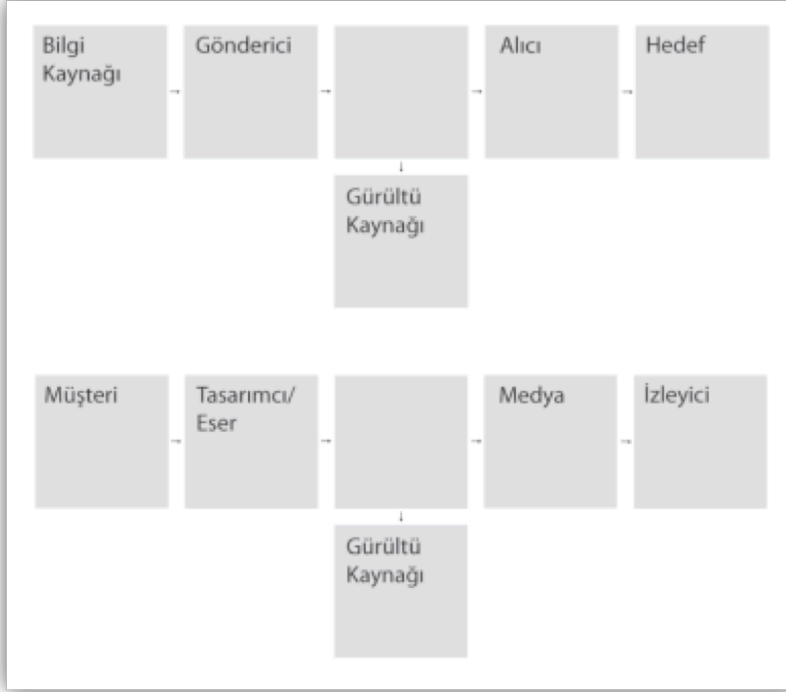 Bilgi
Kaynağı
Gönderici
Alıcı
Hedef
Gürültü
Kaynağı
Müşteri
Tasarımcı/
Eser
Medya
İzleyici
Gürültü
Kaynağı